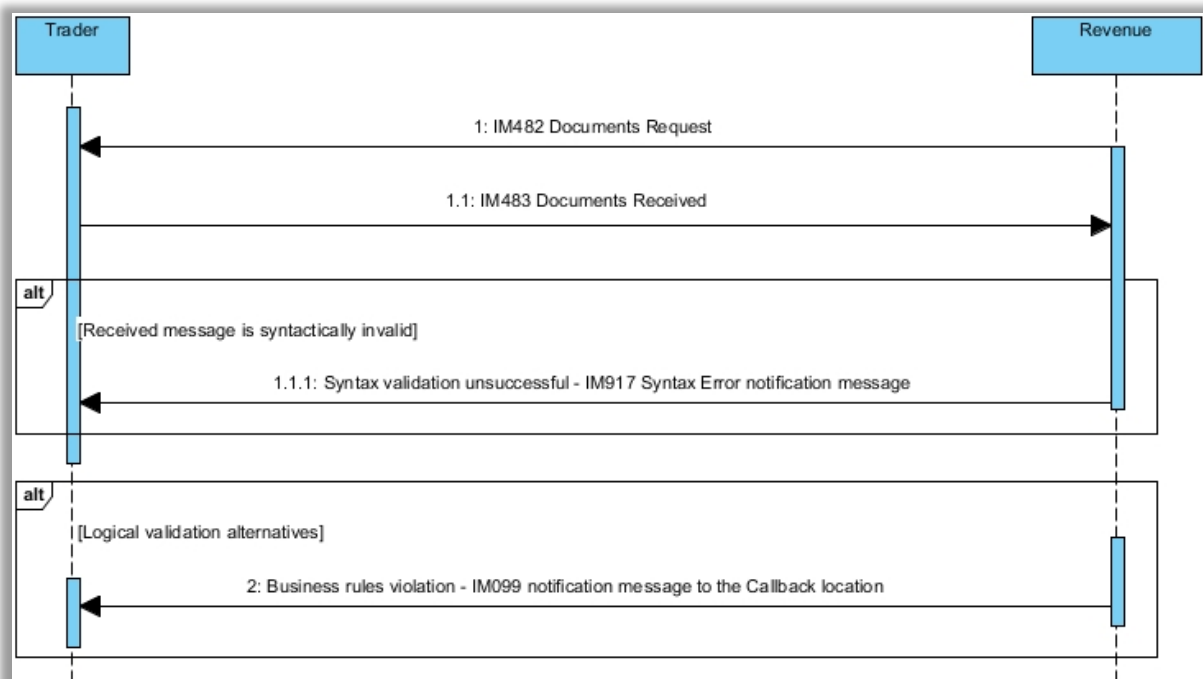 Trader
Revenue
1: IM482 Documents Request
1.1: IM483 Documents Received
alt
[Received message is syntactically invalid]
1.1.1: Syntax validation unsuccessful - IM917 Syntax Error notification message
alt
[Logical validation alternatives]
2: Business rules violation - IM099 notification message to the Callback location